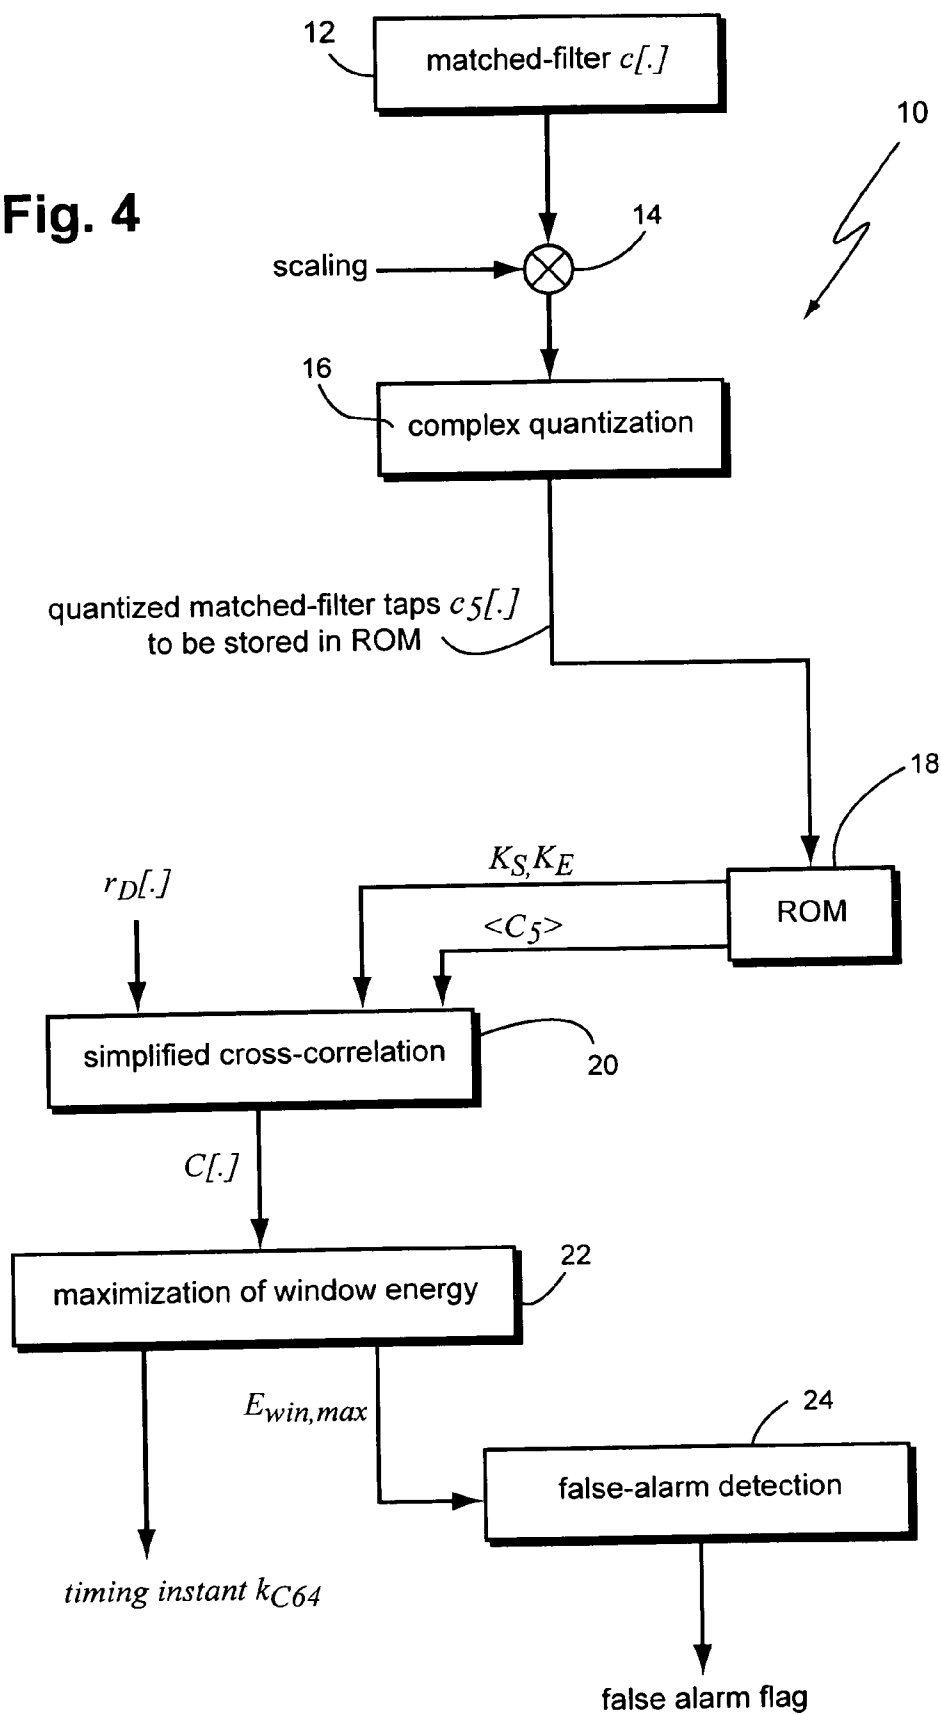 12
matched-filter c[.]
10
Fig. 4
14
scaling
16
complex quantization
quantized matched-filter taps c5[.]
to be stored in ROM
18
KS,KE
rD[.]
ROM
<C5>
simplified cross-correlation
20
C[.]
22
maximization of window energy
Ewin,max
24
false-alarm detection
timing instant kC64
false alarm flag